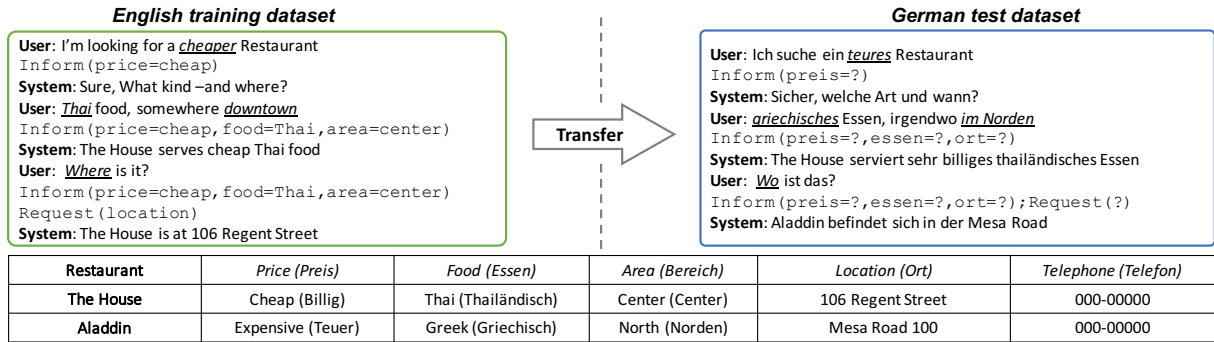 English training dataset
User: I'm looking for a cheaper Restaurant
Inform(price=cheap)
System: Sure, What kind –and where?
User: Thai food, somewhere downtown
Inform(price=cheap,food=Thai,area=center)
System: The House serves cheap Thai food
User: Where is it?
Inform(price=cheap,food=Thai,area=center)
Request(location)
System: The House is at 106 Regent Street
Transfer
German test dataset
User: Ich suche ein teures Restaurant
Inform(preis=?)
System: Sicher, welche Art und wann?
User: griechisches Essen, irgendwo im Norden
Inform(preis=?,essen=?,ort=?)
System: The House serviert sehr billiges thailändisches Essen
User: Wo ist das?
Inform(preis=?,essen=?,ort=?);Request(?)
System: Aladdin befindet sich in der Mesa Road
Restaurant Price (Preis) Food (Essen) Area (Bereich) Location (Ort) Telephone (Telefon)
The House Cheap (Billig) Thai (Thailändisch) Center (Center) 106 Regent Street 000-00000
Aladdin Expensive (Teuer) Greek (Griechisch) North (Norden) Mesa Road 100 000-00000